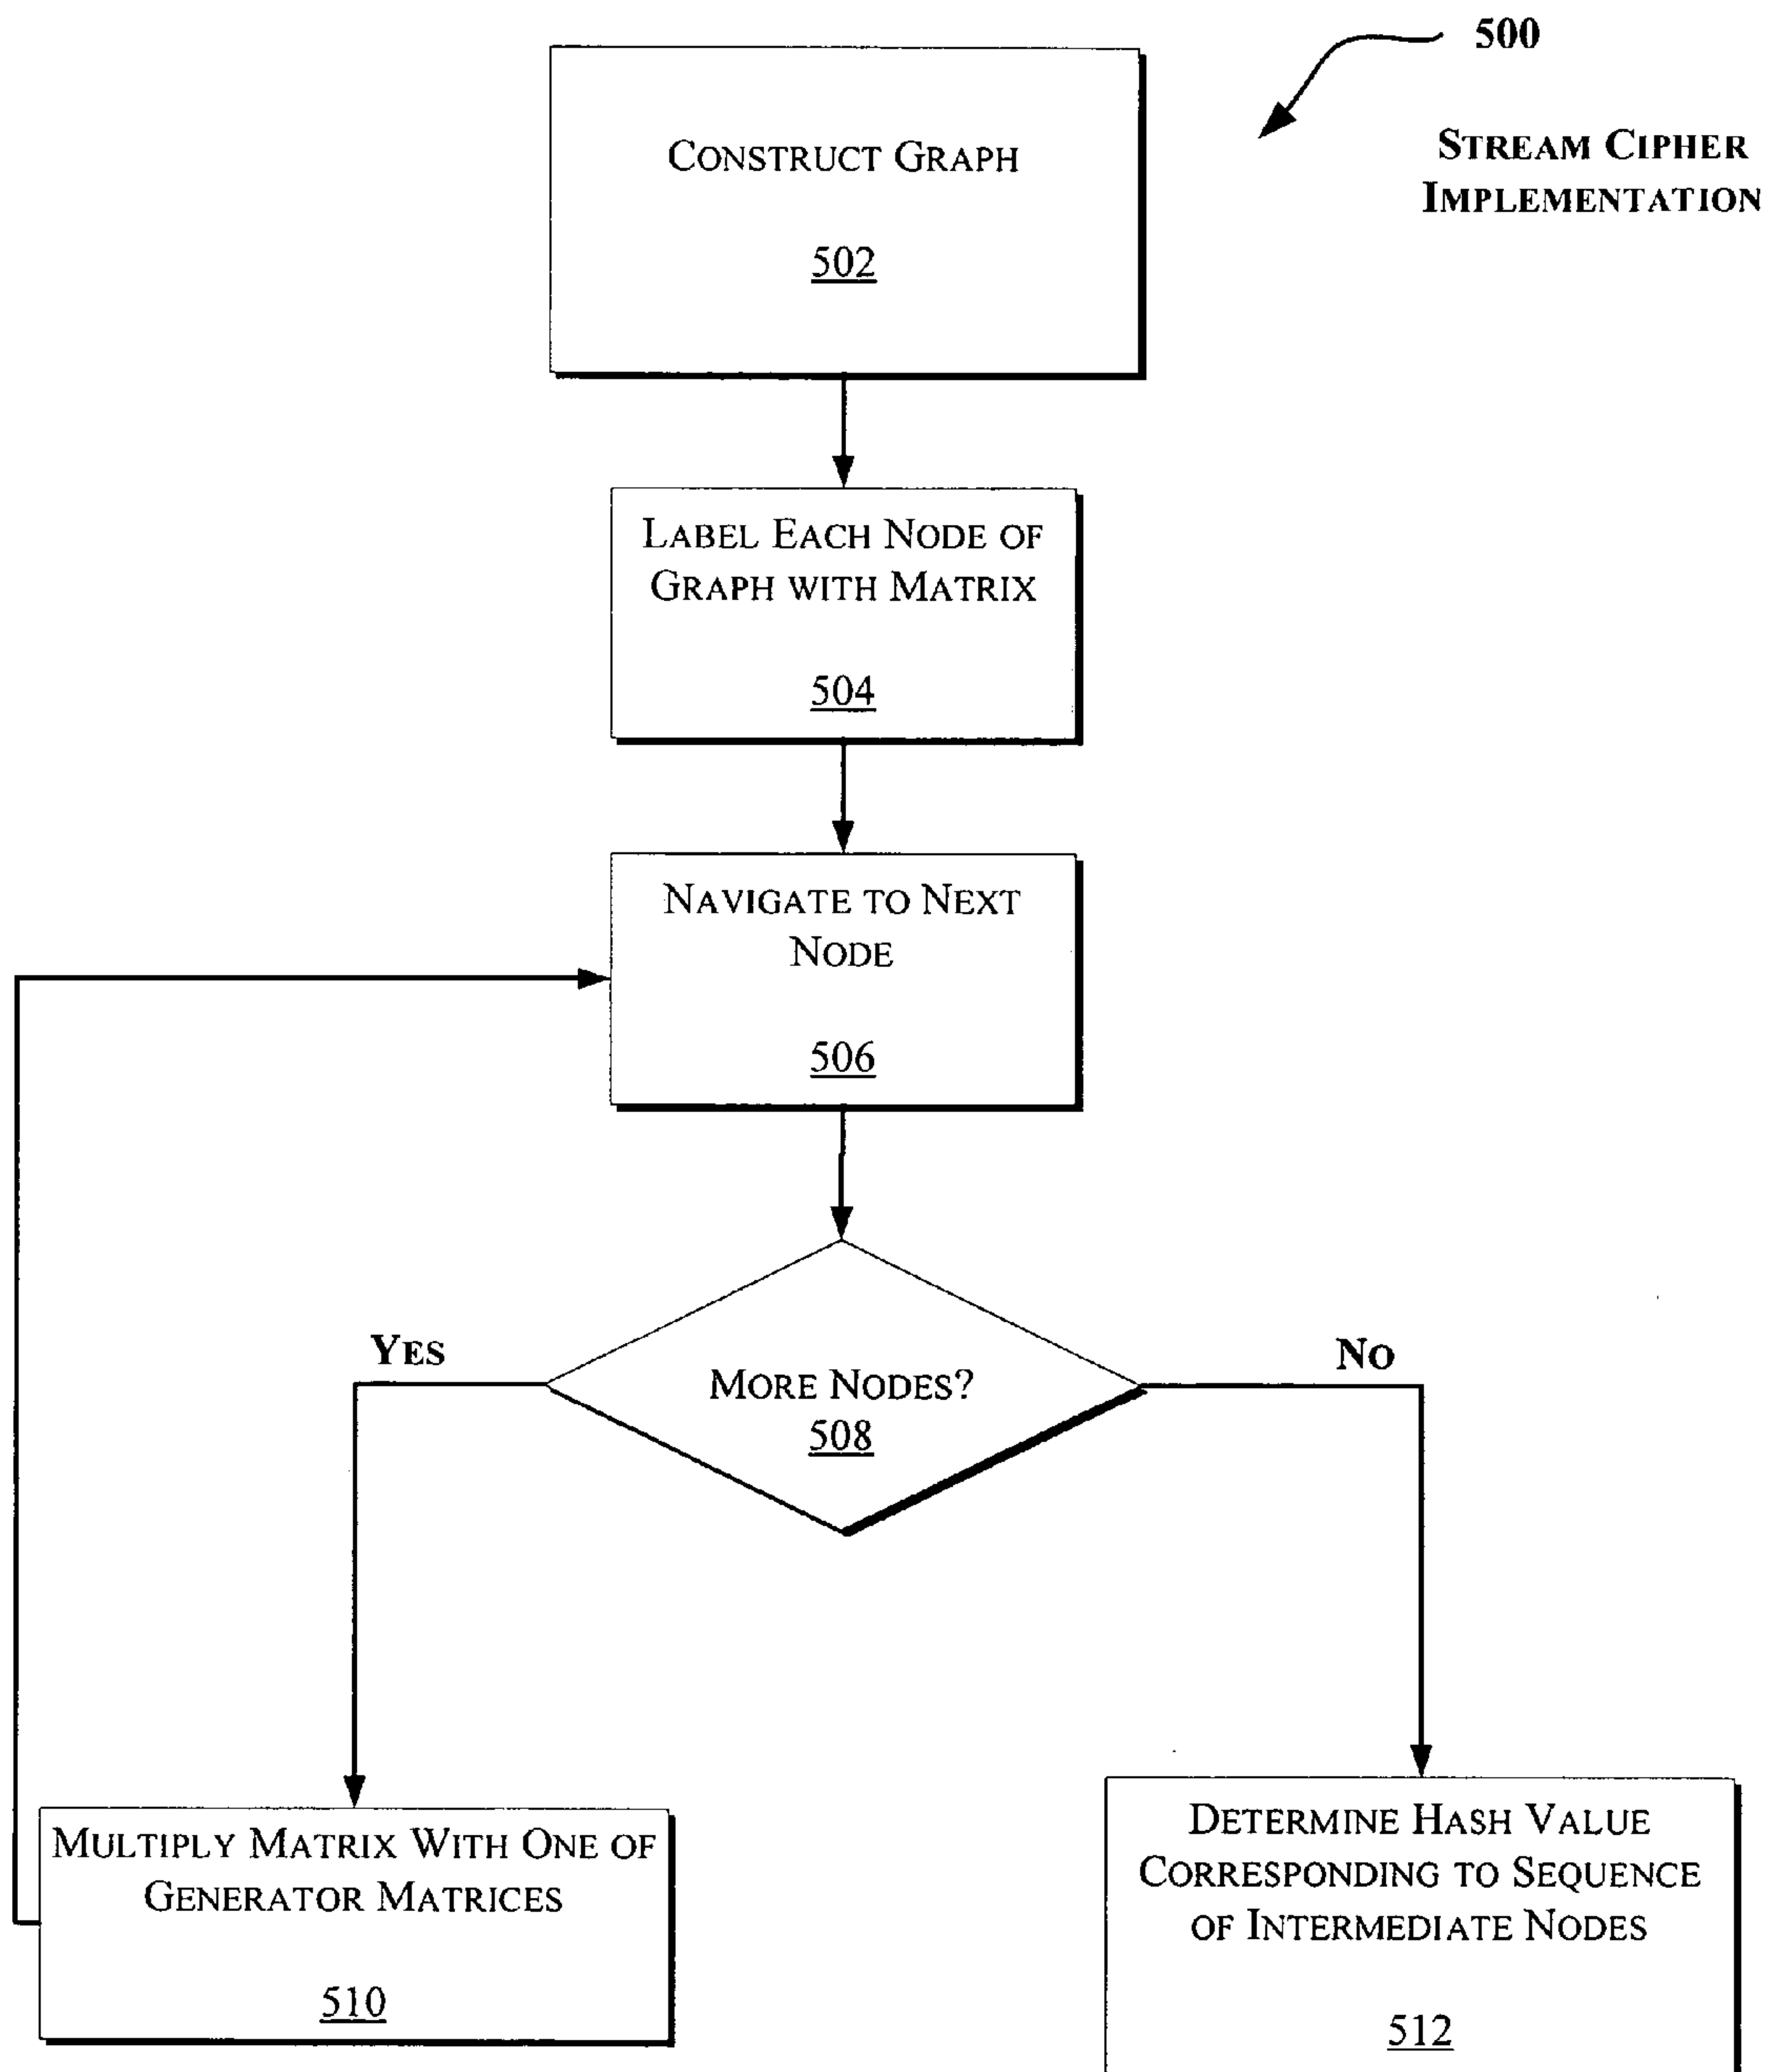 500
STREAM CIPHER
IMPLEMENTATION
CONSTRUCT GRAPH
502
LABEL EACH NODE OF
GRAPH WITH MATRIX
504
NAVIGATE TO NEXT
NODE
506
MORE NODES?
508
YES
NO
MULTIPLY MATRIX WITH ONE OF
GENERATOR MATRICES
510
DETERMINE HASH VALUE
CORRESPONDING TO SEQUENCE
OF INTERMEDIATE NODES
512